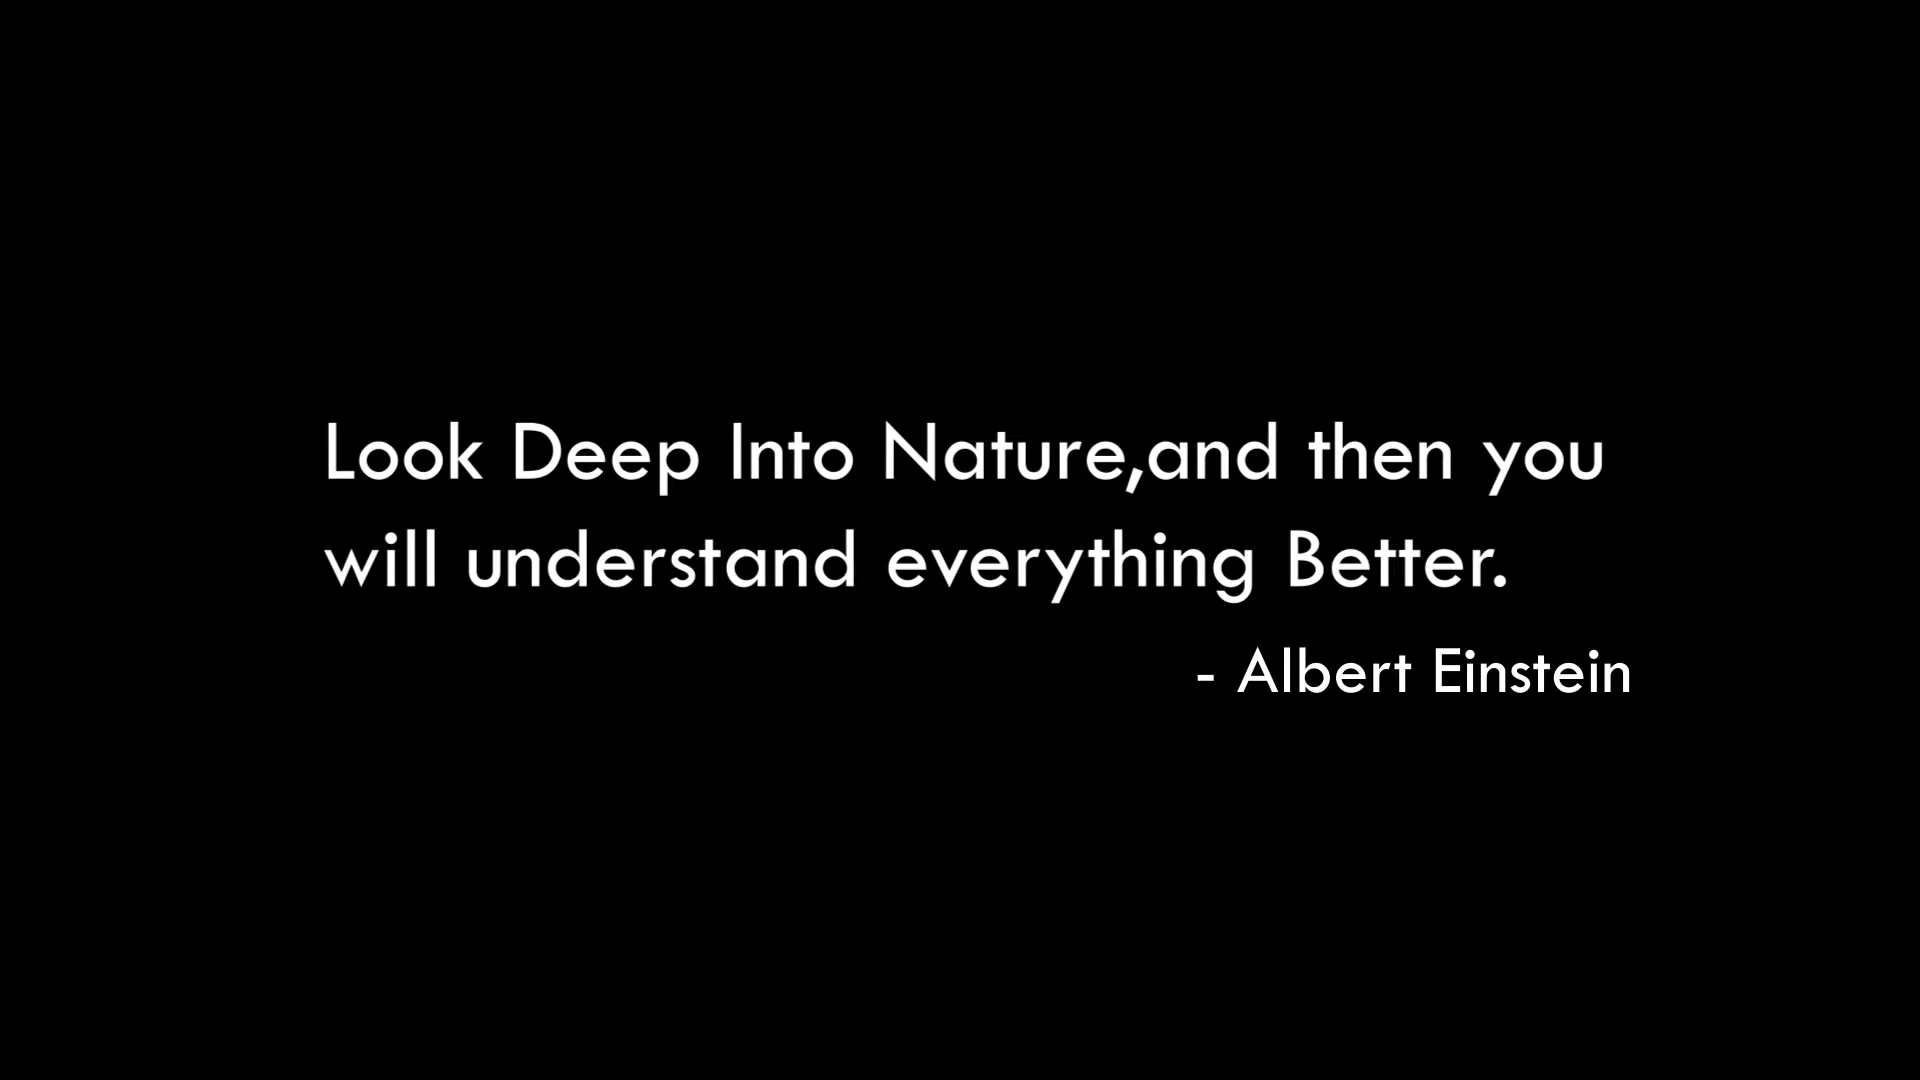 Look Deep Into Nature,and then you
will understand everything Better.
- Albert Einstein